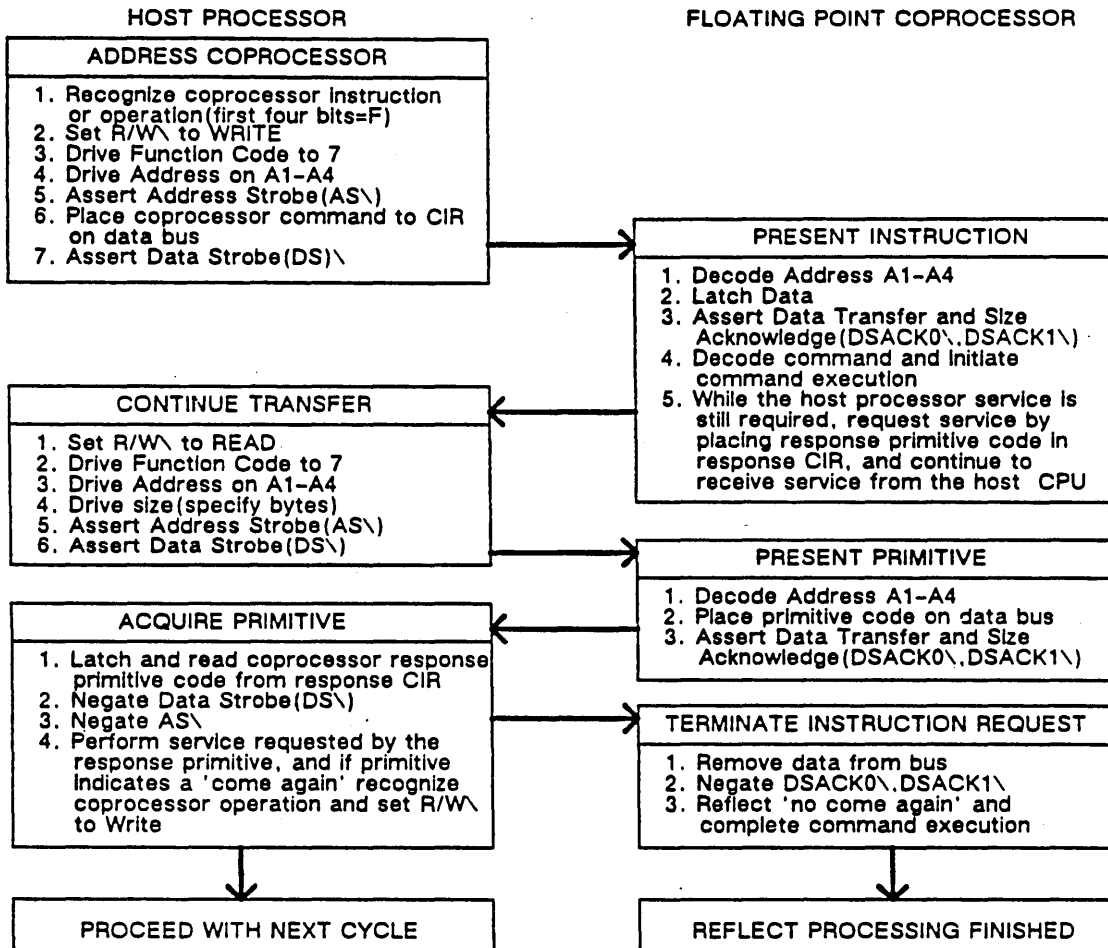 HOST PROCESSOR
FLOATING POINT COPROCESSOR
ADDRESS COPROCESSOR
1. Recognize coprocessor instruction
or operation(first four bits=F)
2. Set R/W\ to WRITE
3. Drive Function Code to 7
4. Drive Address on A1-A4
5. Assert Address Strobe(AS\)
6. Place coprocessor command to CIR
on data bus
7. Assert Data Strobe(DS)\
PRESENT INSTRUCTION
1. Decode Address A1-A4
2. Latch Data
3. Assert Data Transfer and Size
Acknowledge(DSACK0\,DSACK1\)
4. Decode command and initiate
command execution
5. While the host processor service is
still required, request service by
placing response primitive code in
response CIR, and continue to
receive service from the host CPU
CONTINUE TRANSFER
1. Set R/W\ to READ
2. Drive Function Code to 7
3. Drive Address on A1-A4
4. Drive size(specify bytes)
5. Assert Address Strobe(AS\)
6. Assert Data Strobe(DS\)
PRESENT PRIMITIVE
1. Decode Address A1-A4
2. Place primitive code on data bus
3. Assert Data Transfer and Size
Acknowledge(DSACK0\,DSACK1\)
ACQUIRE PRIMITIVE
1. Latch and read coprocessor response
primitive code from response CIR
2. Negate Data Strobe(DS\)
3. Negate AS\
4. Perform service requested by the
response primitive, and if primitive
indicates a 'come again' recognize
coprocessor operation and set R/W\
to Write
TERMINATE INSTRUCTION REQUEST
1. Remove data from bus
2. Negate DSACK0\,DSACK1\
3. Reflect 'no come again' and
complete command execution
PROCEED WITH NEXT CYCLE
REFLECT PROCESSING FINISHED